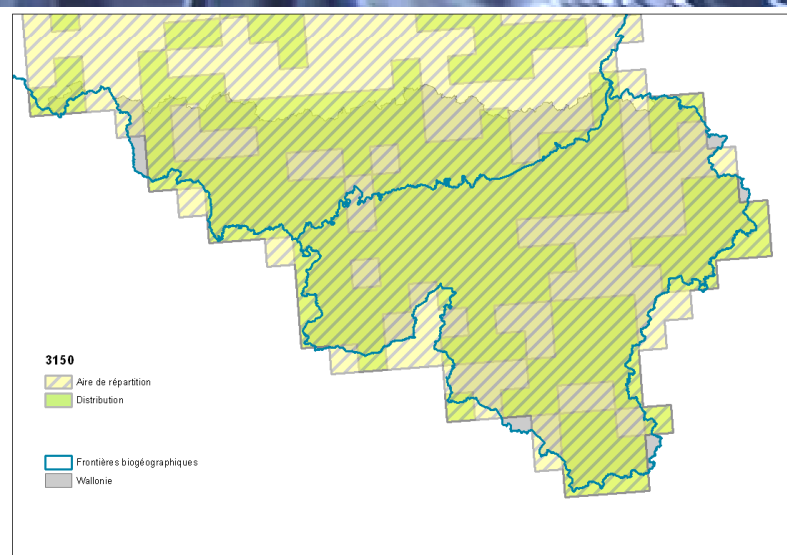 3150
Aire de répartition
Distribution
Frontières biogéographiques
Wallonie